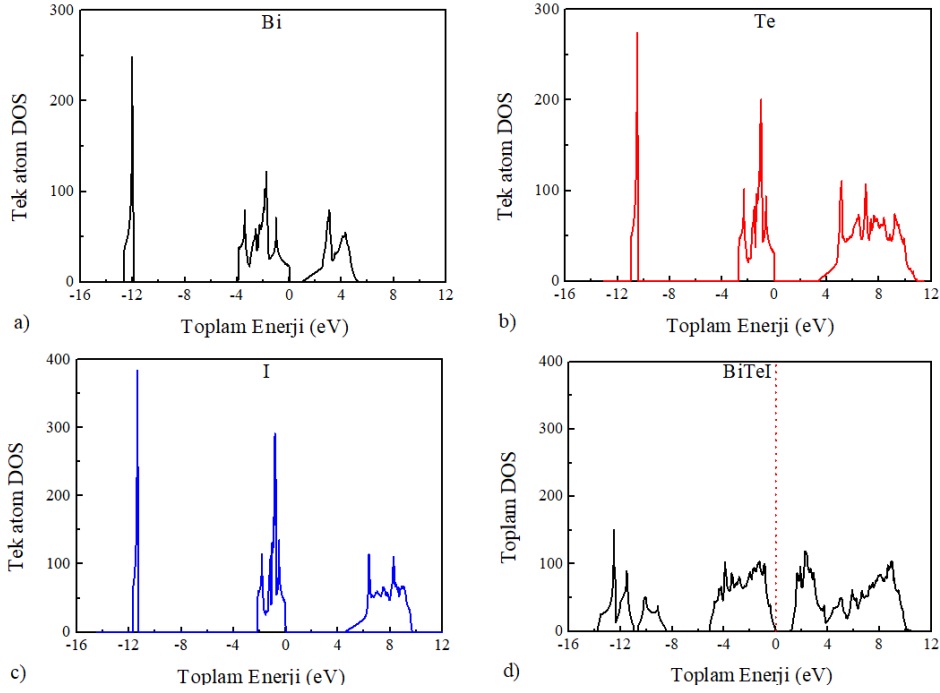 Bi
300
200
100
0
Tek atom DOS
-16 -12 -8 -4 0 4 8 12
a) Toplam Enerji (eV)
Te
300
200
100
0
Tek atom DOS
-16 -12 -8 -4 0 4 8 12
b) Toplam Enerji (eV)
I
400
300
200
100
0
Tek atom DOS
-16 -12 -8 -4 0 4 8 12
c) Toplam Enerji (eV)
BiTeI
400
300
200
100
0
Toplam DOS
-16 -12 -8 -4 0 4 8 12
d) Toplam Enerji (eV)